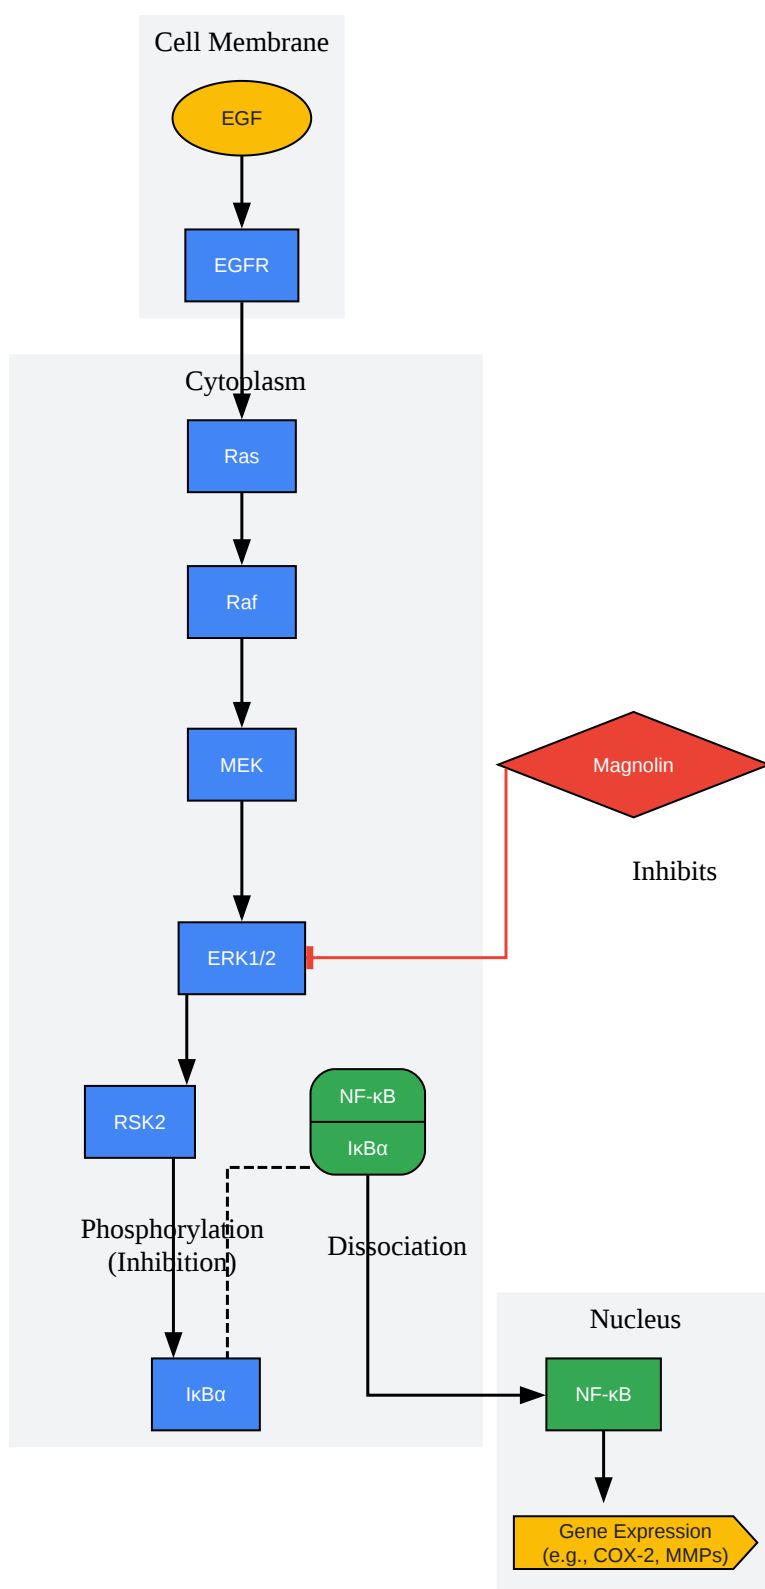 Cell Membrane
EGF
EGFR
Cytoplasm
Ras
Raf
MEK
Magnolin
Inhibits
ERK1/2
NF-κB
IκBα
RSK2
Phosphorylation
(Inhibition)
Dissociation
Nucleus
IκBα
NF-κB
Gene Expression
(e.g., COX-2, MMPs)